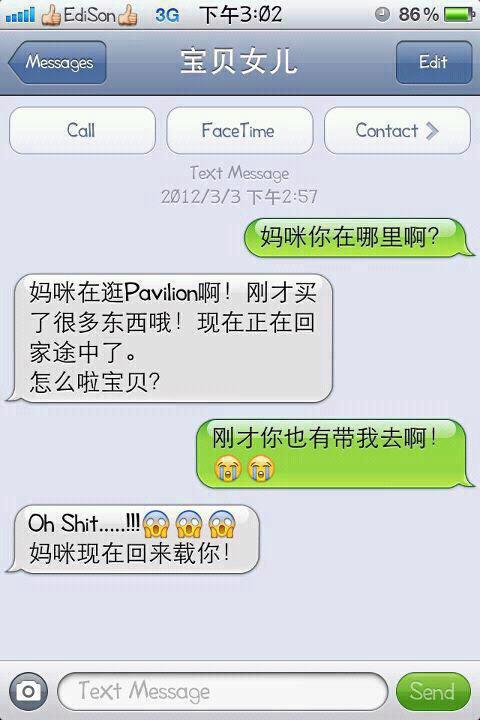 👍EdiSon👍 3G 下午3:02 86%
Messages 宝贝女儿 Edit
Call FaceTime Contact
Text Message
2012/3/3 下午2:57
妈咪你在哪里啊?
妈咪在逛Pavilion啊! 刚才买
了很多东西哦! 现在正在回
家途中了。
怎么啦宝贝?
刚才你也有带我去啊!
😭😭
Oh Shit.....!!!😱😱😱
妈咪现在回来载你!
Text Message Send